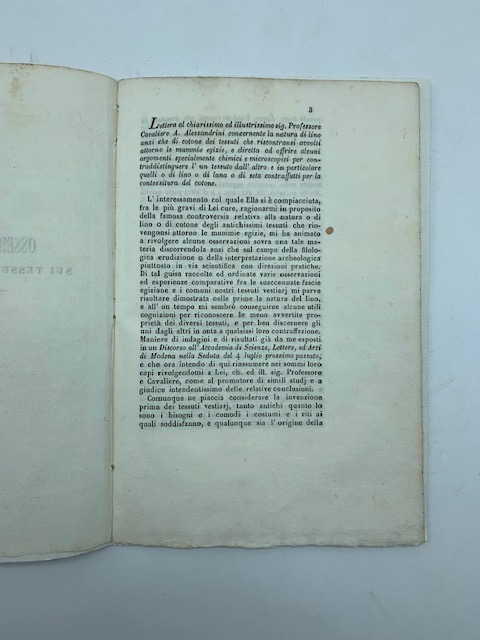 3
Lettera al chiarissimo ed illustrissimo sig. Professore
Cavaliere A. Alessandrini concernente la natura di lino
anzi che di cotone dei tessuti che riscontransi avvolti
attorno le mummie egizie, e diretta ad offrire alcuni
argomenti specialmente chimici e microscopici per con-
traddistinguere l' un tessuto dall' altro, e in particolare
quelli o di lino o di lana o di seta contraffatti per la
contessitura del cotone.
L' interessamento col quale Ella si è compiaciuta,
fra le più gravi di Lei cure, ragionarmi in proposito
della famosa controversia relativa alla natura o di
lino o di cotone degli antichissimi tessuti che rin-
vengonsi attorno le mummie egizie, mi ha animato
a rivolgere alcune osservazioni sovra una tale ma-
teria discorrendola anzi che sul campo della filolo-
gica erudizione o della interpretazione archeologica
piuttosto in via scientifica con direzioni pratiche.
Di tal guisa raccolte ed ordinate varie osservazioni
ed esperienze comparative fra le suaccennate fascie
egiziane e i comuni nostri tessuti vestiarj mi parve
risultare dimostrata nelle prime la natura del lino,
e all' un tempo mi sembrò conseguirne alcune utili
cognizioni per riconoscere le meno avvertite pro-
prietà dei diversi tessuti, e per ben discernere gli
uni dagli altri in onta a qualsiasi loro contraffazione.
Maniere di indagini e di risultati già da me esposti
in un Discorso all' Accademia di Scienze, Lettere, ed Arti
di Modena nella Seduta del 4 luglio prossimo passato,
e che ora intendo di quì riassumere nei sommi loro
capi rivolgendomi a Lei, ch. ed ill. sig. Professore
e Cavaliere, come al promotore di simili studj e a
giudice intendentissimo delle relative conclusioni.
Comunque ne piaccia considerare la invenzione
prima dei tessuti vestiarj, tanto antichi quanto lo
sono i bisogni e i comodi i costumi e i riti ai
quali soddisfanno, e qualunque sia l' origine della